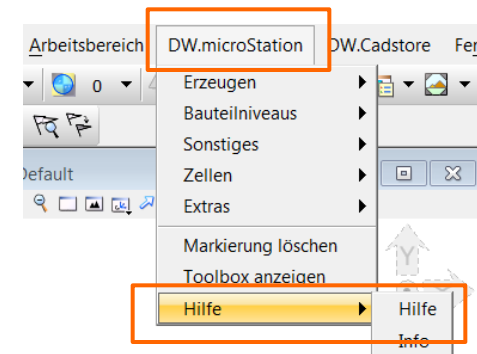 Arbeitsbereich DW.microStation DW.Cadstore
0
Erzeugen
Bauteilniveaus
Default
Sonstiges
Zellen
Extras
Markierung löschen
Toolbox anzeigen
Hilfe Hilfe
Info
Y